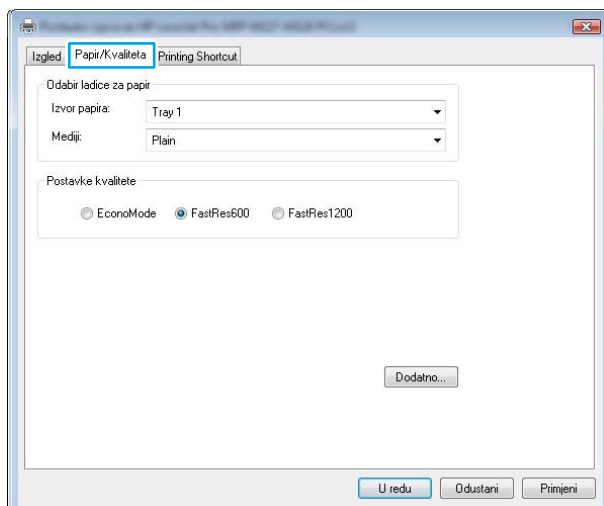 Izgled Papir/Kvaliteta Printing Shortcut
Odabir ladice za papir
Izvor papira: Tray 1
Mediji: Plain
Postavke kvalitete
EconoMode FastRes600 FastRes1200
Dodatno...
U redu Odustani Primjeni